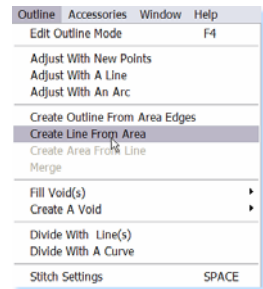 Outline Accessories Window Help
Edit Outline Mode F4
Adjust With New Points
Adjust With A Line
Adjust With An Arc
Create Outline From Area Edges
Create Line From Area
Create Area From Line
Merge
Fill Void(s)
Create A Void
Divide With Line(s)
Divide With A Curve
Stitch Settings SPACE